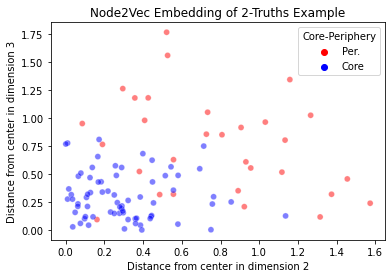 Node2Vec Embedding of 2-Truths Example
Core-Periphery
Per.
Core
Distance from center in dimension 3
1.75
1.50
1.25
1.00
0.75
0.50
0.25
0.00
0.0 0.2 0.4 0.6 0.8 1.0 1.2 1.4 1.6
Distance from center in dimension 2